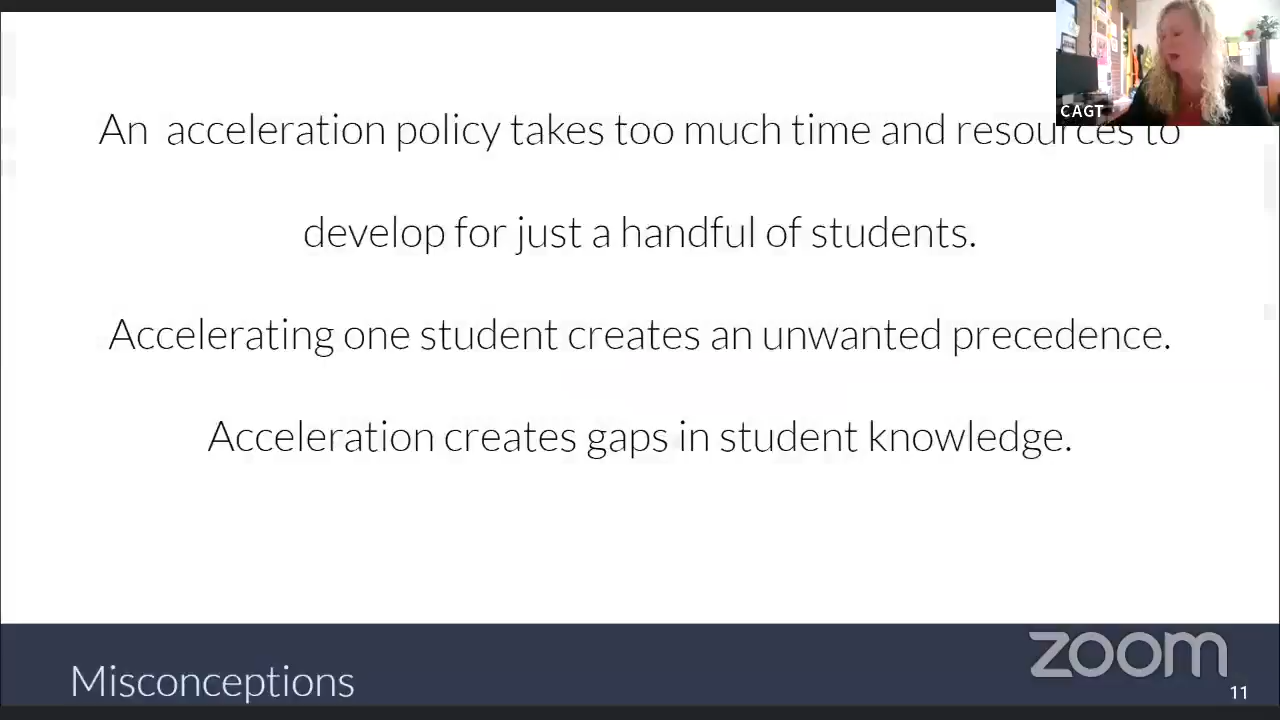 An acceleration policy takes too much time and resources to
develop for just a handful of students.
Accelerating one student creates an unwanted precedence.
Acceleration creates gaps in student knowledge.
CAGT
Misconceptions
zoom
11